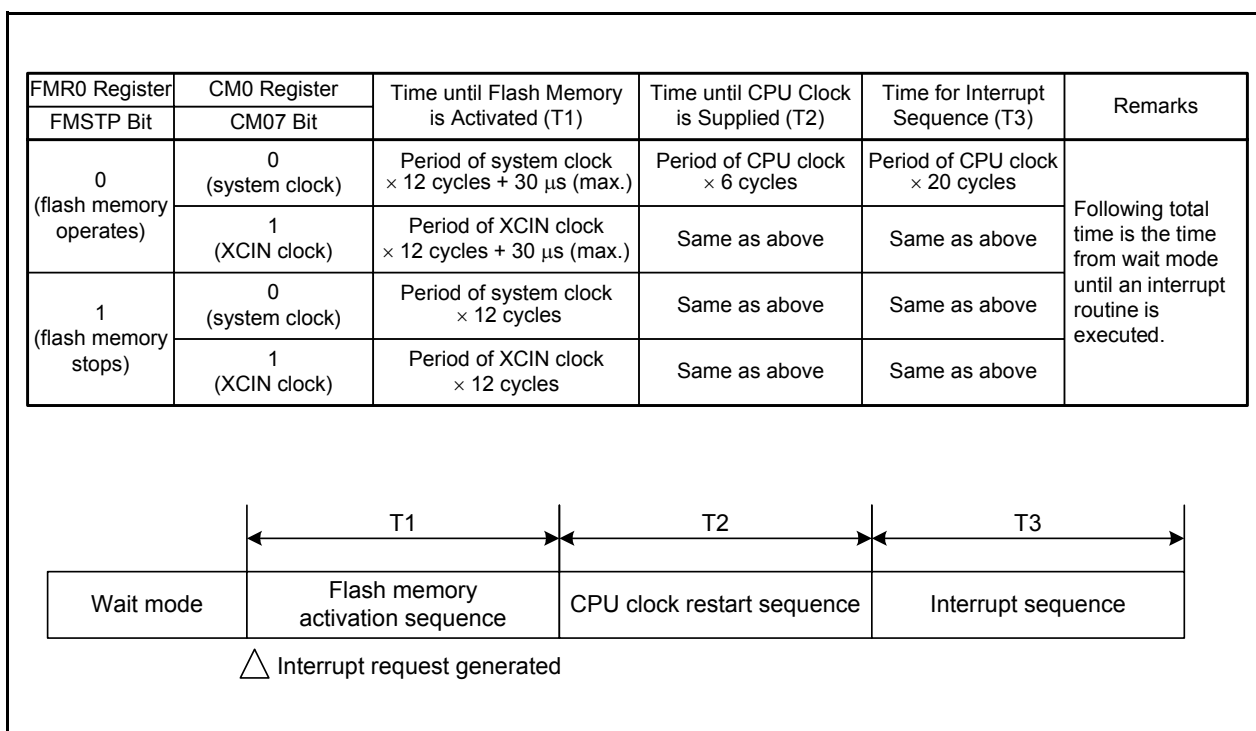 FMR0 Register
FMSTP Bit
CM0 Register
CM07 Bit
Time until Flash Memory
is Activated (T1)
Time until CPU Clock
is Supplied (T2)
Time for Interrupt
Sequence (T3)
Remarks
0
(flash memory
operates)
0
(system clock)
Period of system clock
× 12 cycles + 30 μs (max.)
Period of CPU clock
× 6 cycles
Period of CPU clock
× 20 cycles
Following total
time is the time
from wait mode
until an interrupt
routine is
executed.
1
(XCIN clock)
Period of XCIN clock
× 12 cycles + 30 μs (max.)
Same as above
Same as above
1
(flash memory
stops)
0
(system clock)
Period of system clock
× 12 cycles
Same as above
Same as above
1
(XCIN clock)
Period of XCIN clock
× 12 cycles
Same as above
Same as above
T1
T2
T3
Wait mode
Flash memory
activation sequence
CPU clock restart sequence
Interrupt sequence
Interrupt request generated